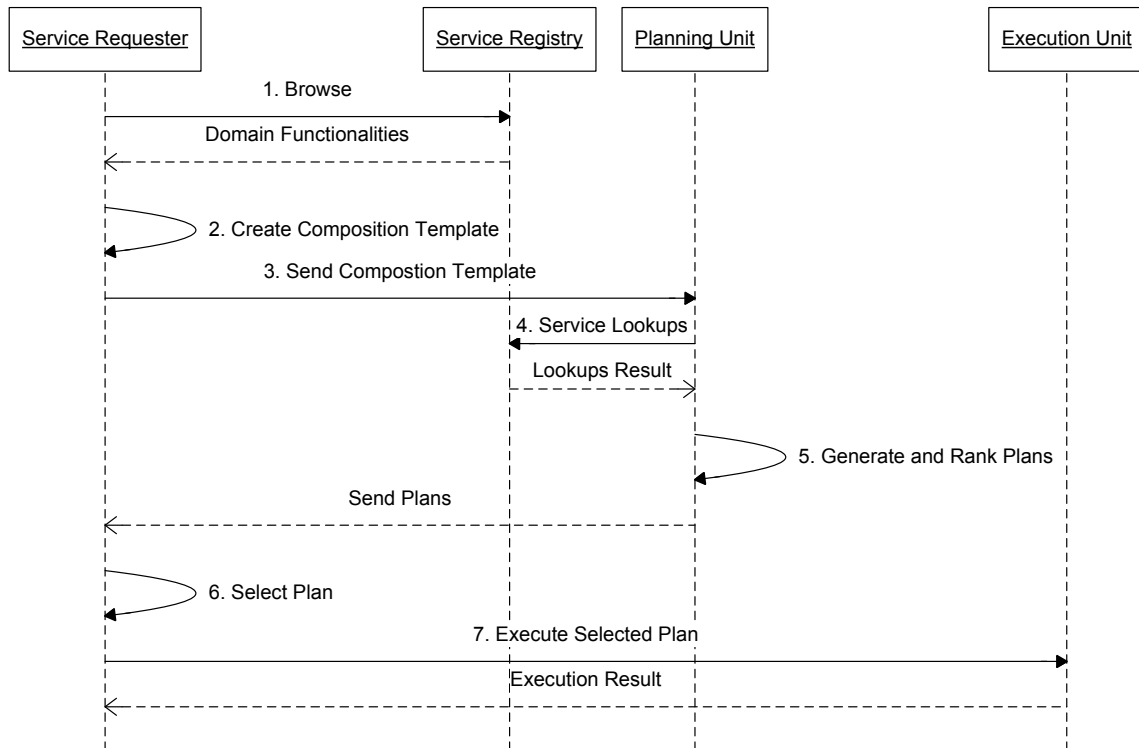 Service Requester
Service Registry
Planning Unit
Execution Unit
1. Browse
Domain Functionalities
2. Create Composition Template
3. Send Compostion Template
4. Service Lookups
Lookups Result
5. Generate and Rank Plans
Send Plans
6. Select Plan
7. Execute Selected Plan
Execution Result